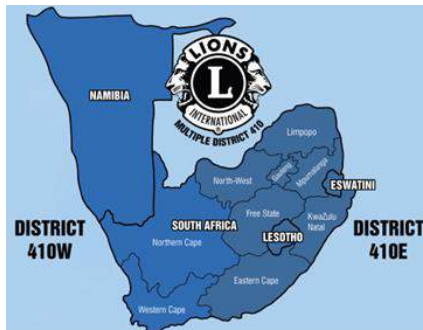 LIONS
L
INTERNATIONAL
MULTIPLE DISTRICT 410
NAMIBIA
Limpopo
Gauteng
Mpumalanga
North-West
ESWATINI
DISTRICT
410W
SOUTH AFRICA
Free State
KwaZulu
Natal
LESOTHO
Northern Cape
DISTRICT
410E
Eastern Cape
Western Cape